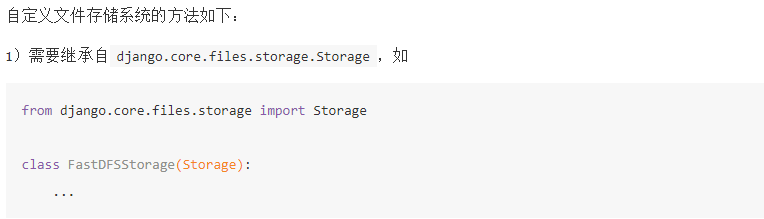 自定义文件存储系统的方法如下：
1）需要继承自 django.core.files.storage.Storage，如
from django.core.files.storage import Storage
class FastDFSStorage(Storage):
    ...